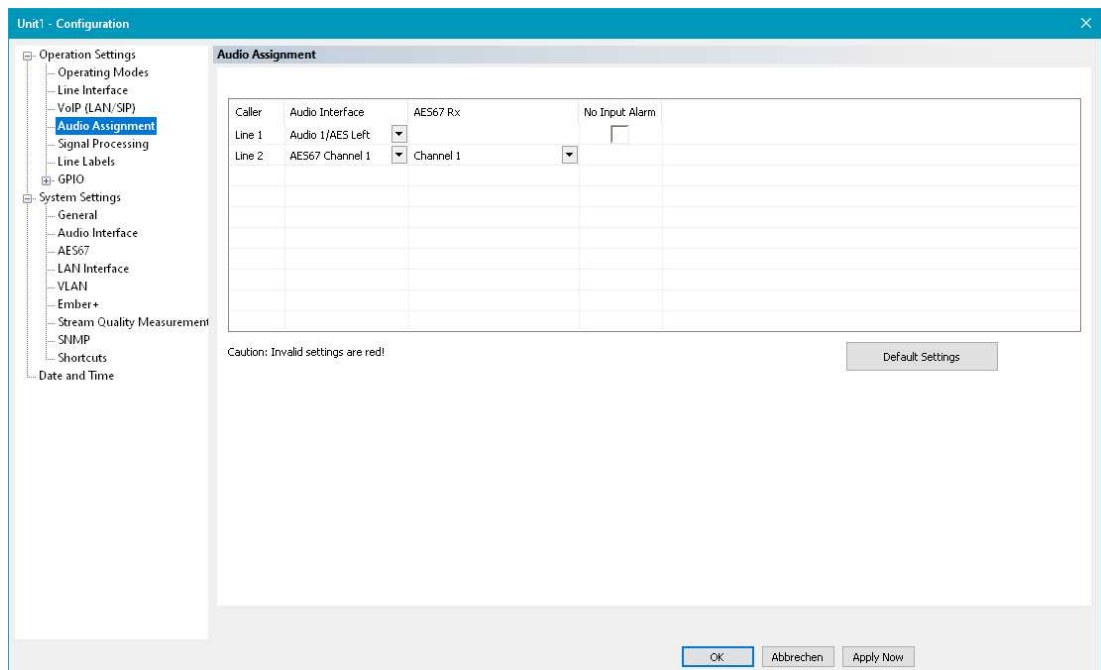 Unit1 - Configuration
Operation Settings
Operating Modes
Line Interface
VoIP (LAN/SIP)
Audio Assignment
Signal Processing
Line Labels
GPIO
System Settings
General
Audio Interface
AES67
LAN Interface
VLAN
Ember+
Stream Quality Measurement
SNMP
Shortcuts
Date and Time
Audio Assignment
Caller Audio Interface AES67 Rx No Input Alarm
Line 1 Audio 1/AES Left
Line 2 AES67 Channel 1 Channel 1
Caution: Invalid settings are red!
Default Settings
OK Abbrechen Apply Now